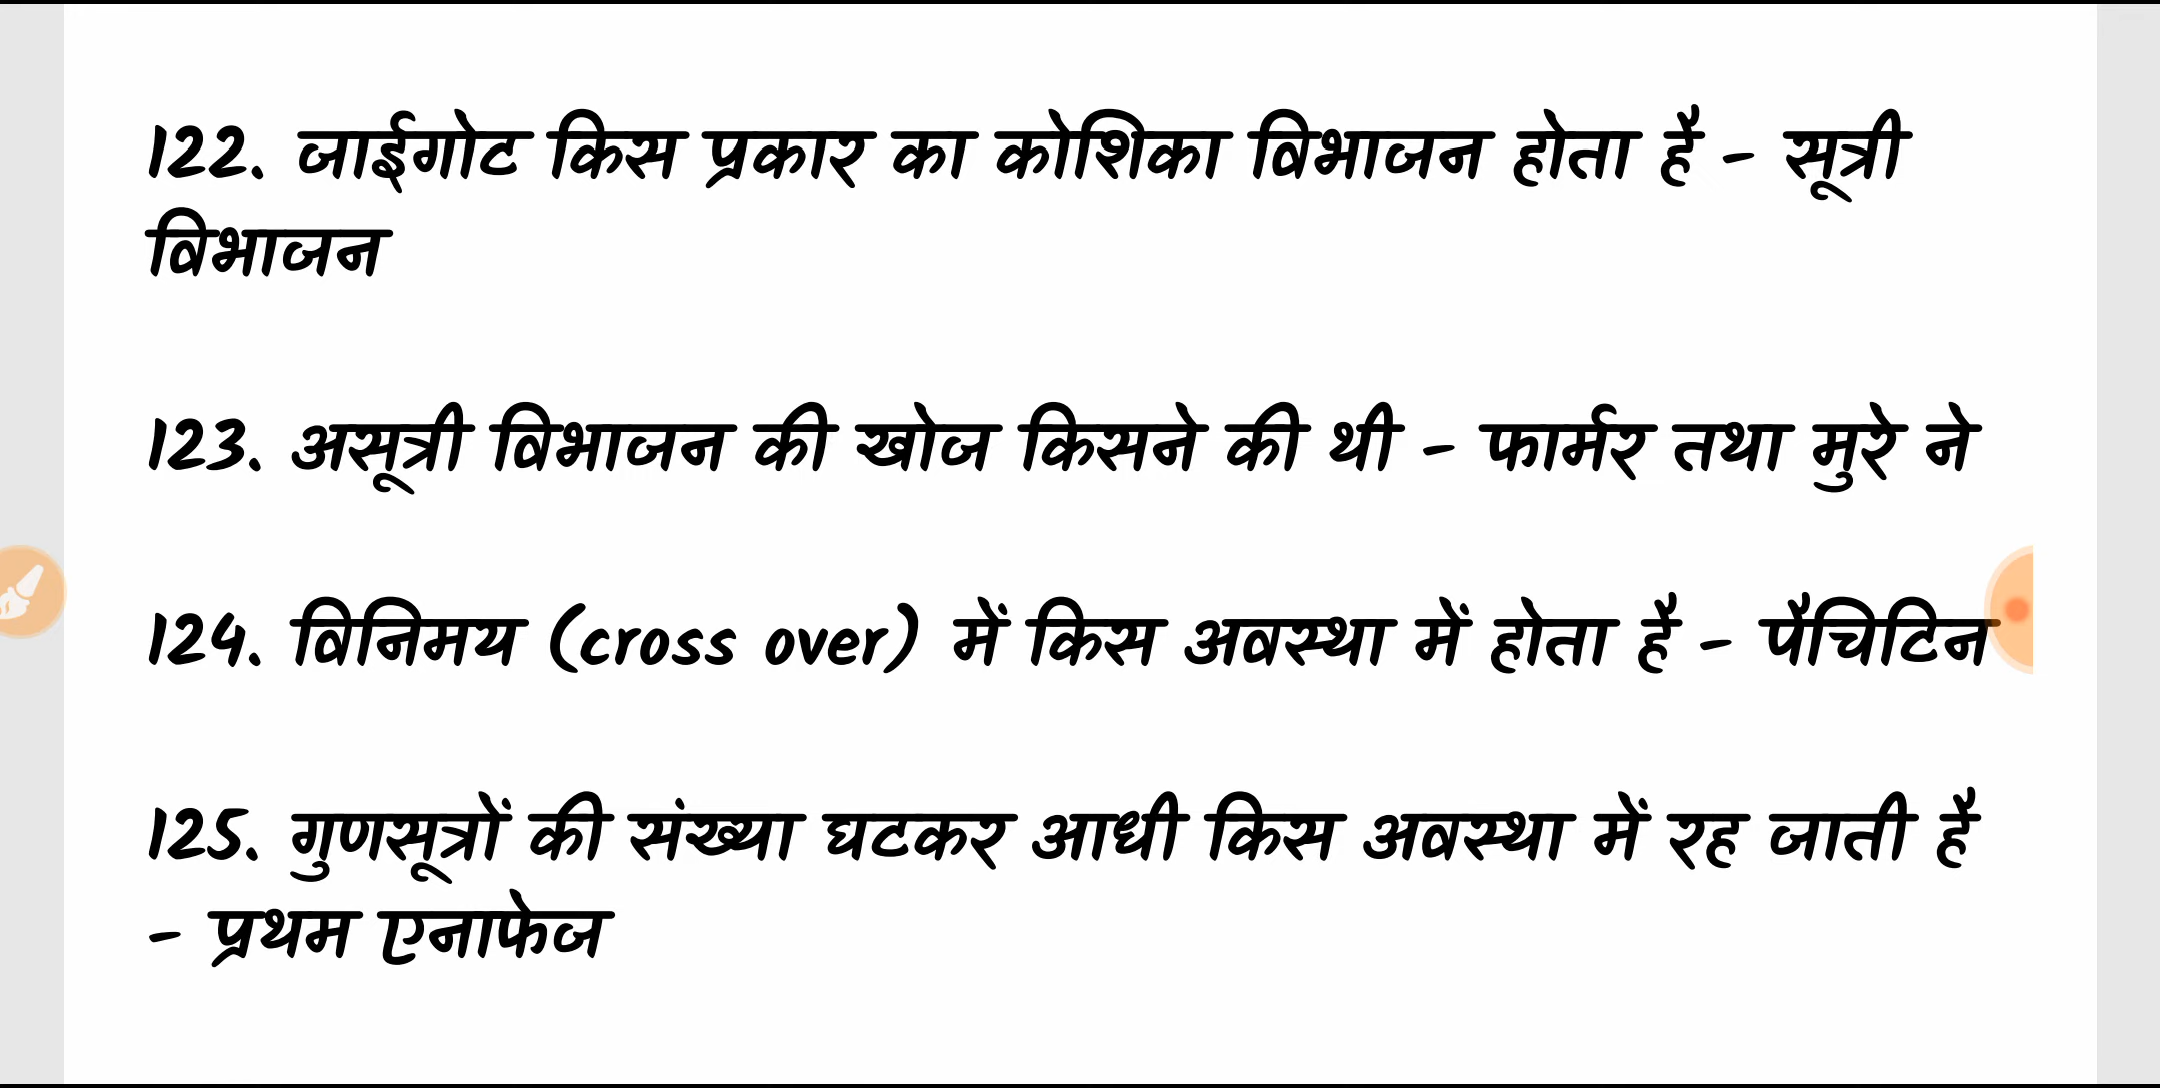 122. जाईगोट किस प्रकार का कोशिका विभाजन होता है - सूत्री
विभाजन
123. असूत्री विभाजन की खोज किसने की थी - फार्मर तथा मुरे ने
124. विनिमय (cross over) में किस अवस्था में होता है - पैचिटिन
125. गुणसूत्रों की संख्या घटकर आधी किस अवस्था में रह जाती है
- प्रथम एनाफेज